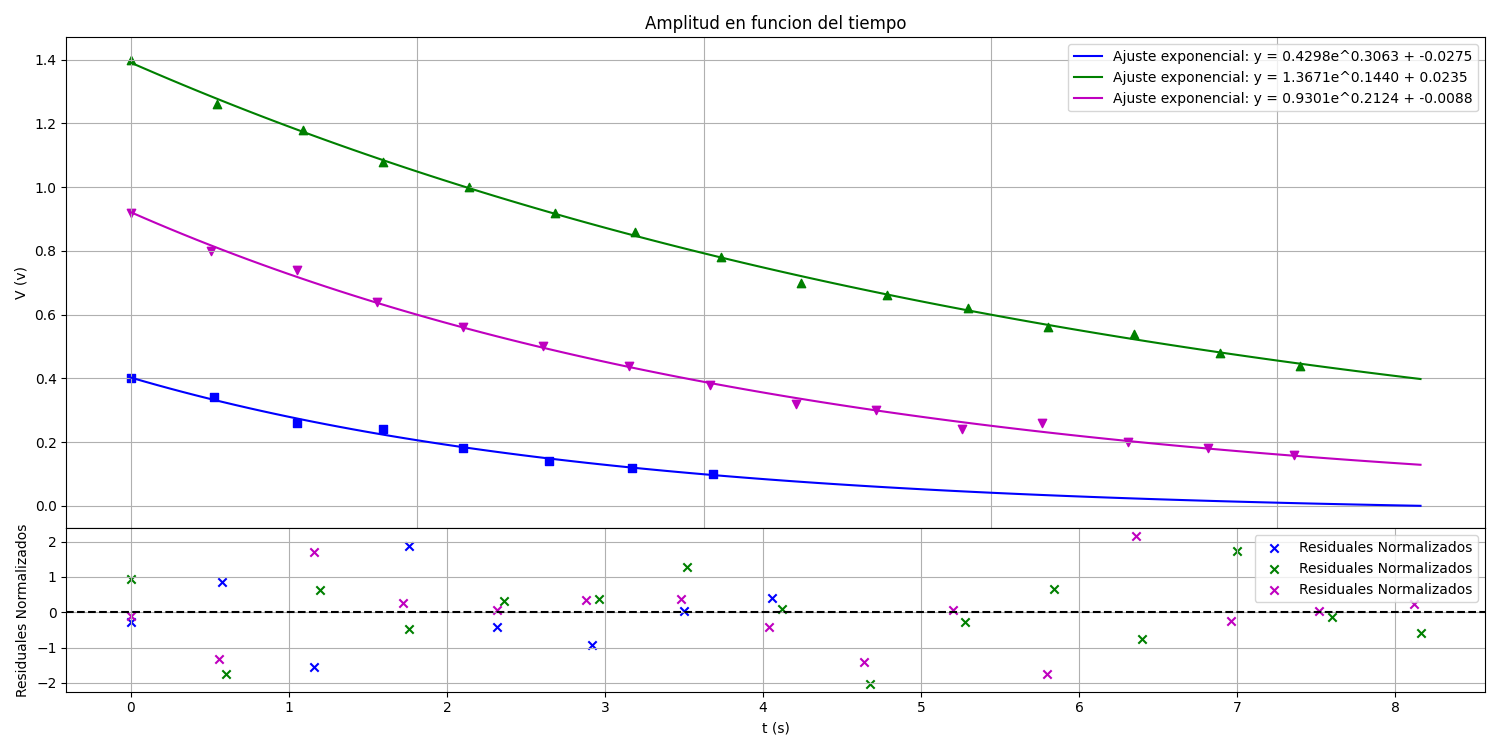 Amplitud en funcion del tiempo
Ajuste exponencial: y = 0.4298e^0.3063 + -0.0275
Ajuste exponencial: y = 1.3671e^0.1440 + 0.0235
Ajuste exponencial: y = 0.9301e^0.2124 + -0.0088
V (v)
1.4
1.2
1.0
0.8
0.6
0.4
0.2
0.0
Residuales Normalizados
2
1
0
−1
−2
Residuales Normalizados
Residuales Normalizados
Residuales Normalizados
0 1 2 3 4 5 6 7 8
t (s)